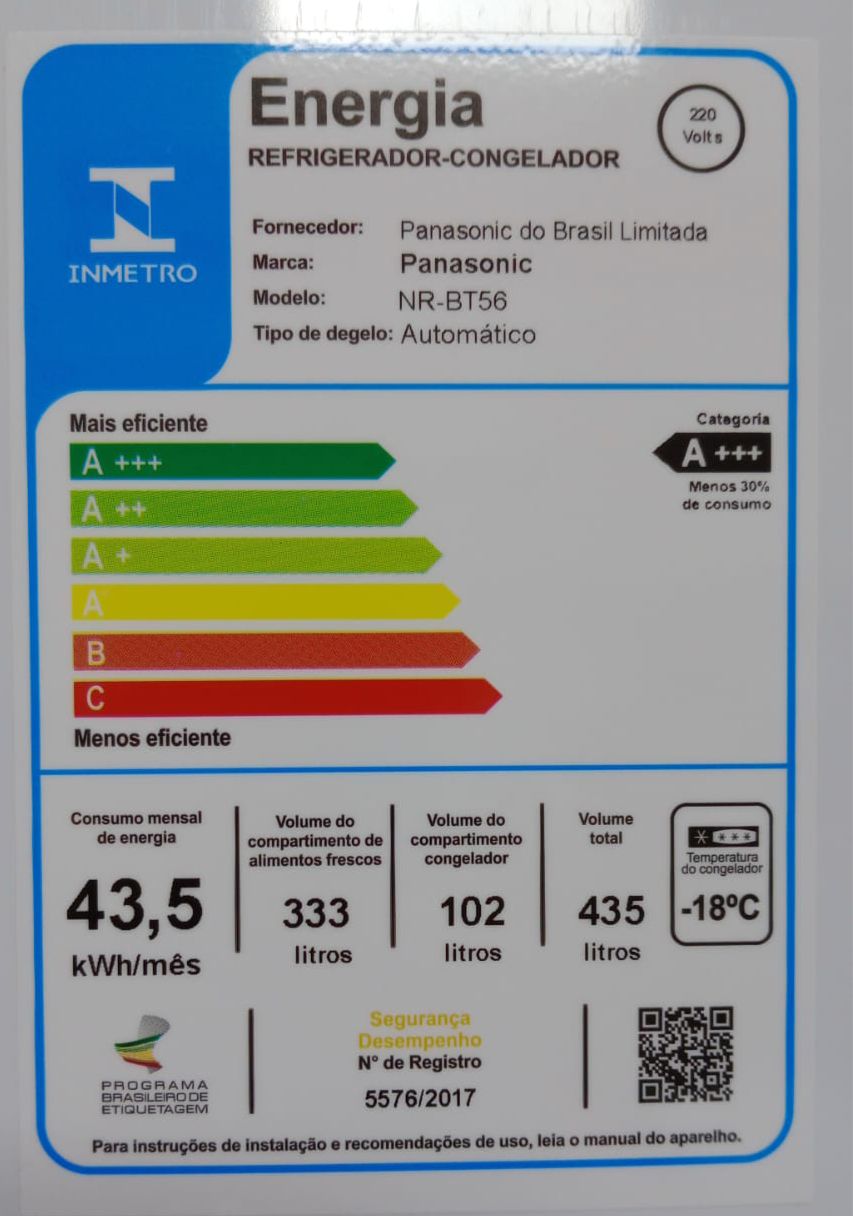 Energia
REFRIGERADOR-CONGELADOR
220
Volts
INMETRO
Fornecedor: Panasonic do Brasil Limitada
Marca: Panasonic
Modelo: NR-BT56
Tipo de degelo: Automático
Mais eficiente
A +++
A ++
A +
A
B
C
Menos eficiente
Categoria
A +++
Menos 30%
de consumo
Consumo mensal
de energia
43,5
kWh/mês
Volume do
compartimento de
alimentos frescos
333
litros
Volume do
compartimento
congelador
102
litros
Volume
total
435
litros
Temperatura
do congelador
-18ºC
PROGRAMA
BRASILEIRO DE
ETIQUETAGEM
Segurança
Desempenho
N° de Registro
5576/2017
Para instruções de instalação e recomendações de uso, leia o manual do aparelho.